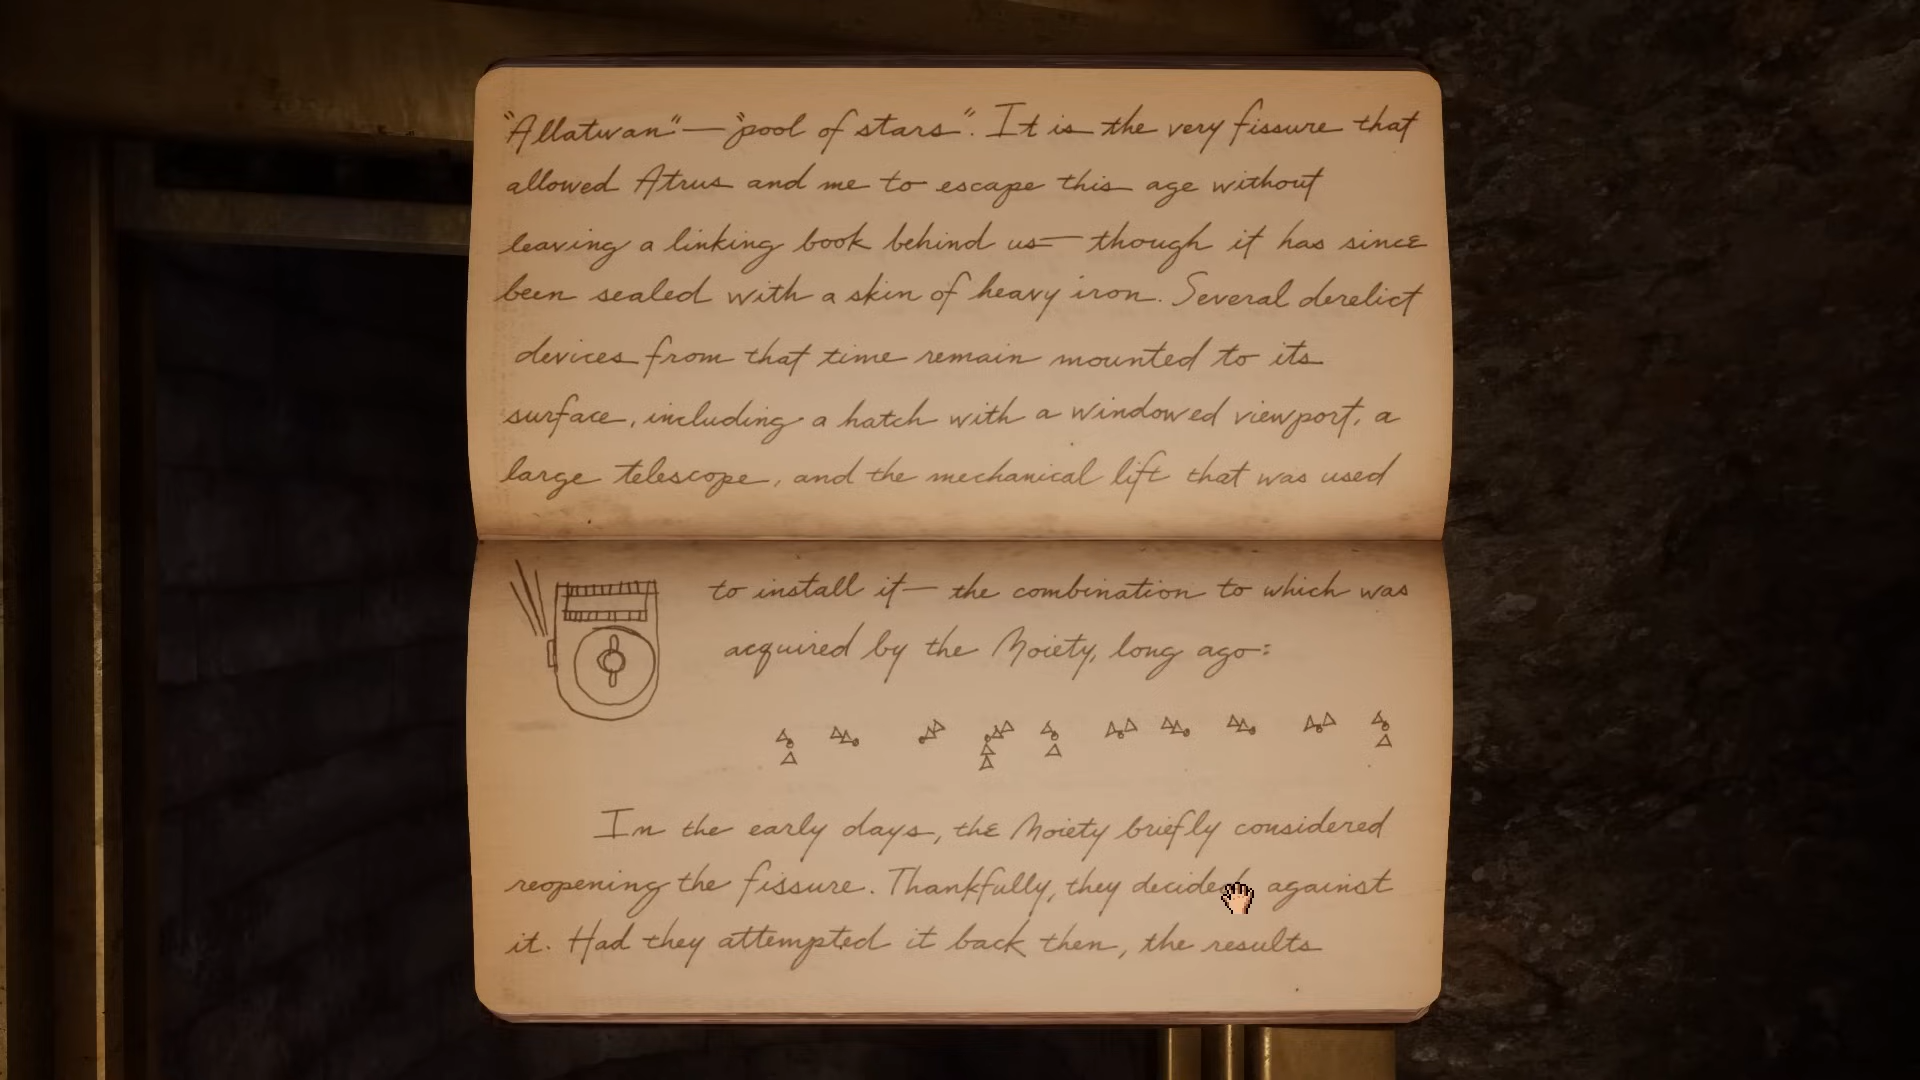 "Allatwan"—"pool of stars". It is the very fissure that
allowed Atrus and me to escape this age without
leaving a linking book behind us— though it has since
been sealed with a skin of heavy iron. Several derelict
devices from that time remain mounted to its
surface, including a hatch with a windowed viewport, a
large telescope, and the mechanical lift that was used
to install it— the combination to which was
acquired by the Moiety, long ago:
In the early days, the Moiety briefly considered
reopening the fissure. Thankfully, they decided against
it. Had they attempted it back then, the results